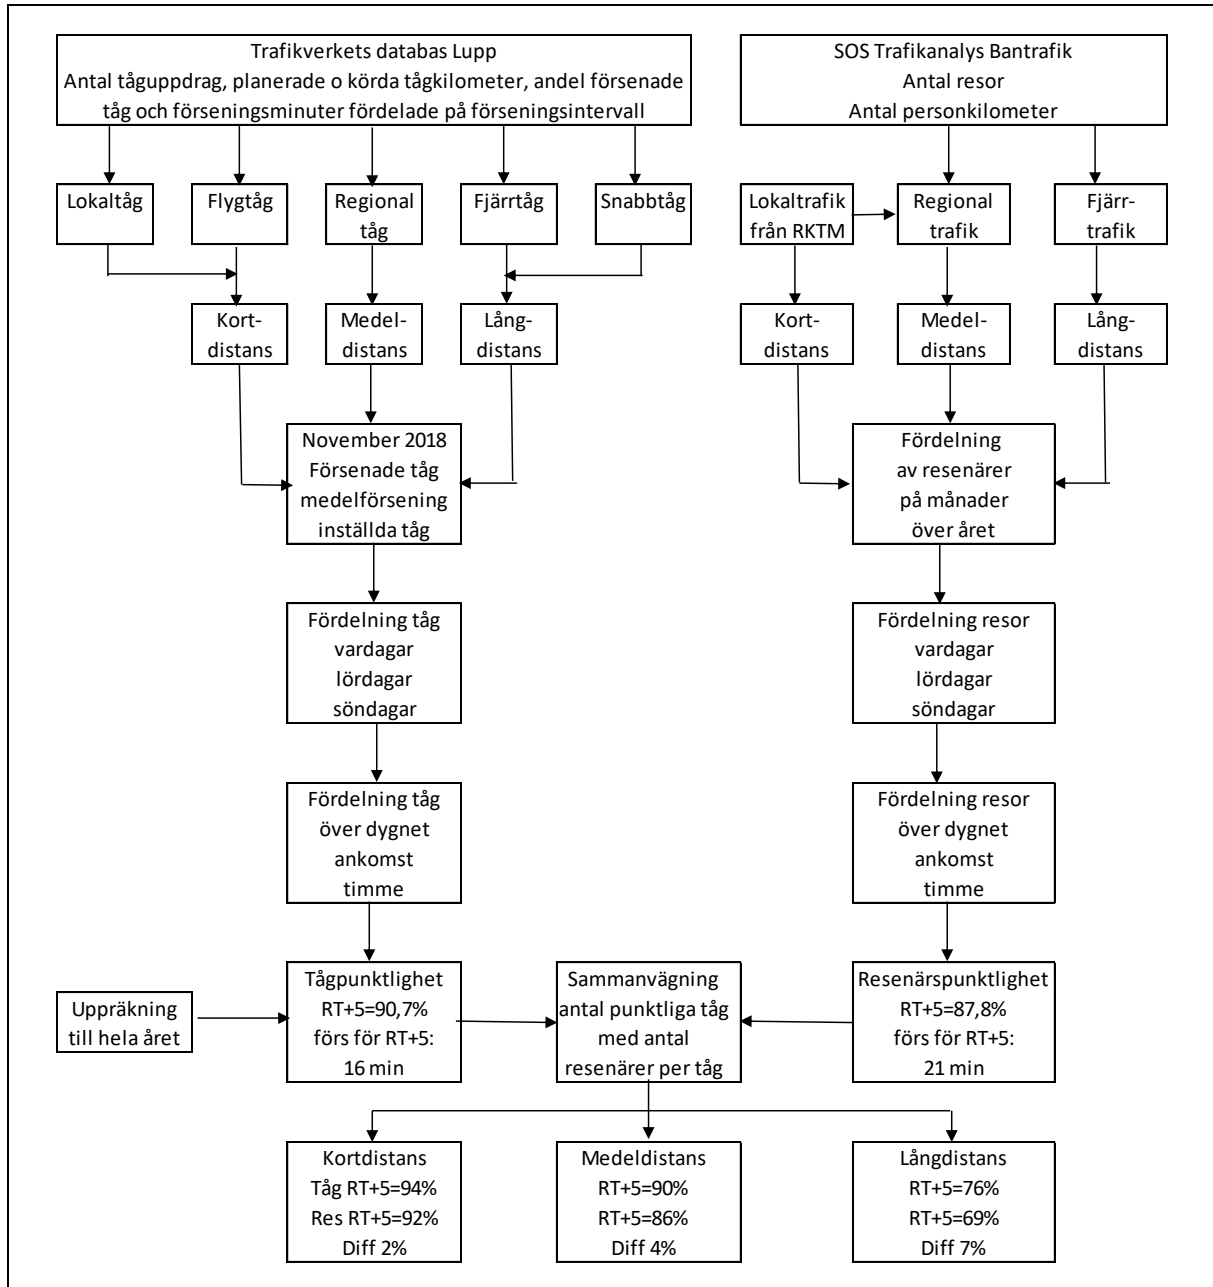 Trafikverkets databas Lupp
Antal tåguppdrag, planerade o körda tågkilometer, andel försenade
tåg och förseningsminuter fördelade på förseningsintervall
SOS Trafikanalys Bantrafik
Antal resor
Antal personkilometer
Lokaltåg
Flygtåg
Regional
tåg
Fjärrtåg
Snabbtåg
Lokaltrafik
från RKTM
Regional
trafik
Fjärr-
trafik
Kort-
distans
Medel-
distans
Lång-
distans
Kort-
distans
Medel-
distans
Lång-
distans
November 2018
Försenade tåg
medelförsening
inställda tåg
Fördelning
av resenärer
på månader
över året
Fördelning tåg
vardagar
lördagar
söndagar
Fördelning resor
vardagar
lördagar
söndagar
Fördelning tåg
över dygnet
ankomst
timme
Fördelning resor
över dygnet
ankomst
timme
Uppräkning
till hela året
Tågpunktlighet
RT+5=90,7%
förs för RT+5:
16 min
Sammanvägning
antal punktliga tåg
med antal
resenärer per tåg
Resenärspunktlighet
RT+5=87,8%
förs för RT+5:
21 min
Kortdistans
Tåg RT+5=94%
Res RT+5=92%
Diff 2%
Medeldistans
RT+5=90%
RT+5=86%
Diff 4%
Långdistans
RT+5=76%
RT+5=69%
Diff 7%